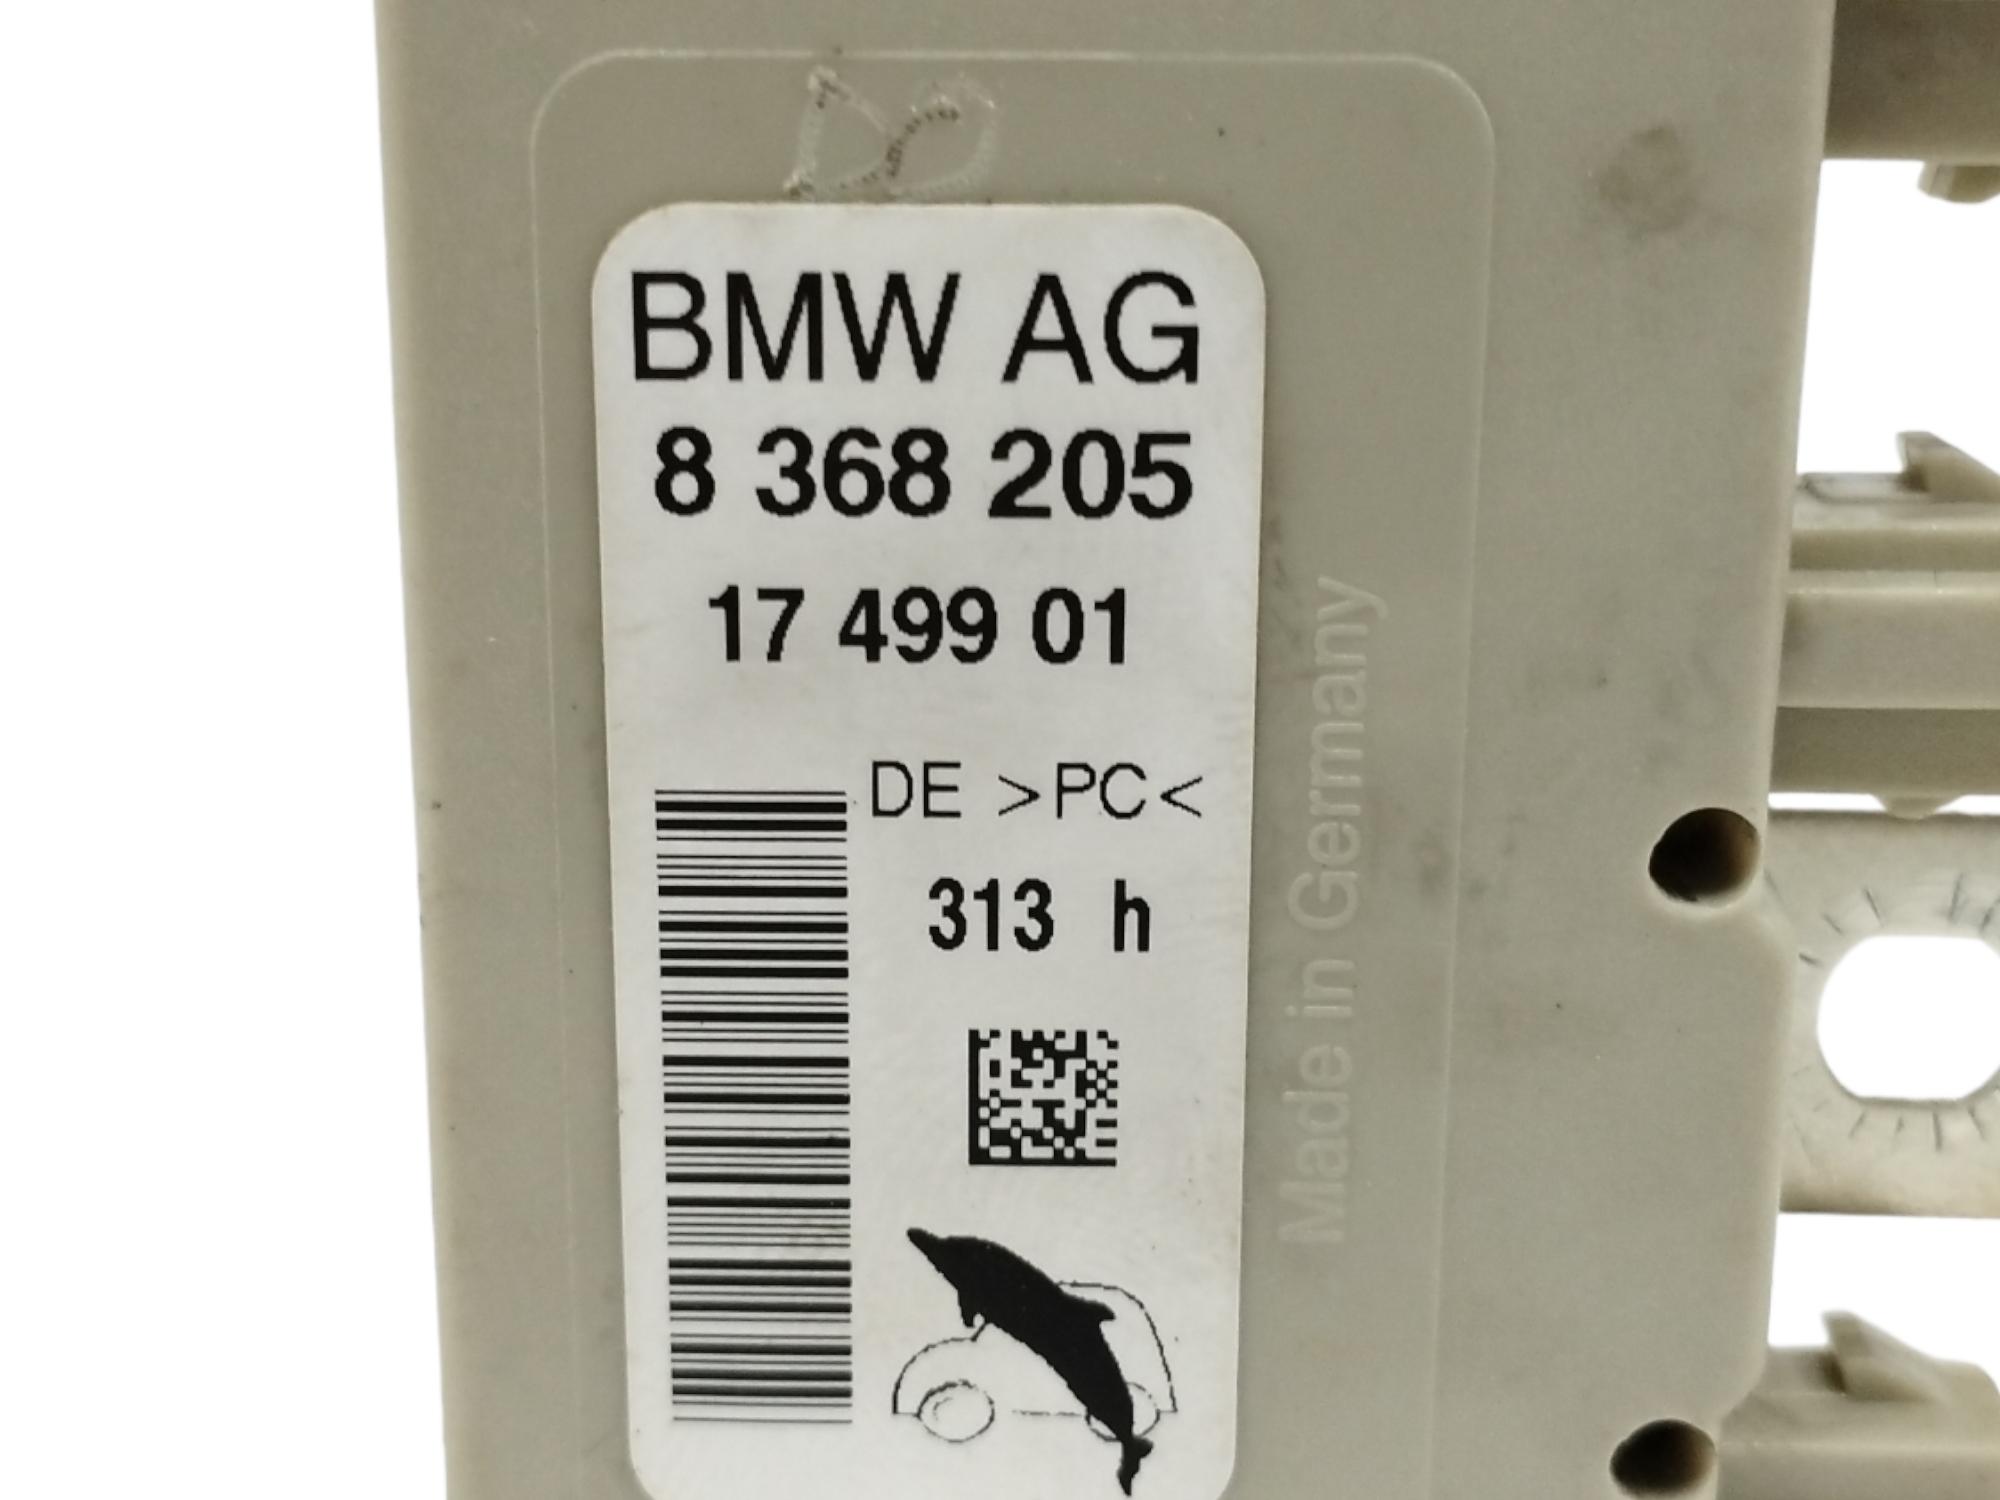 BMW AG
8 368 205
17 499 01
DE >PC<
313 h
Made in Germany